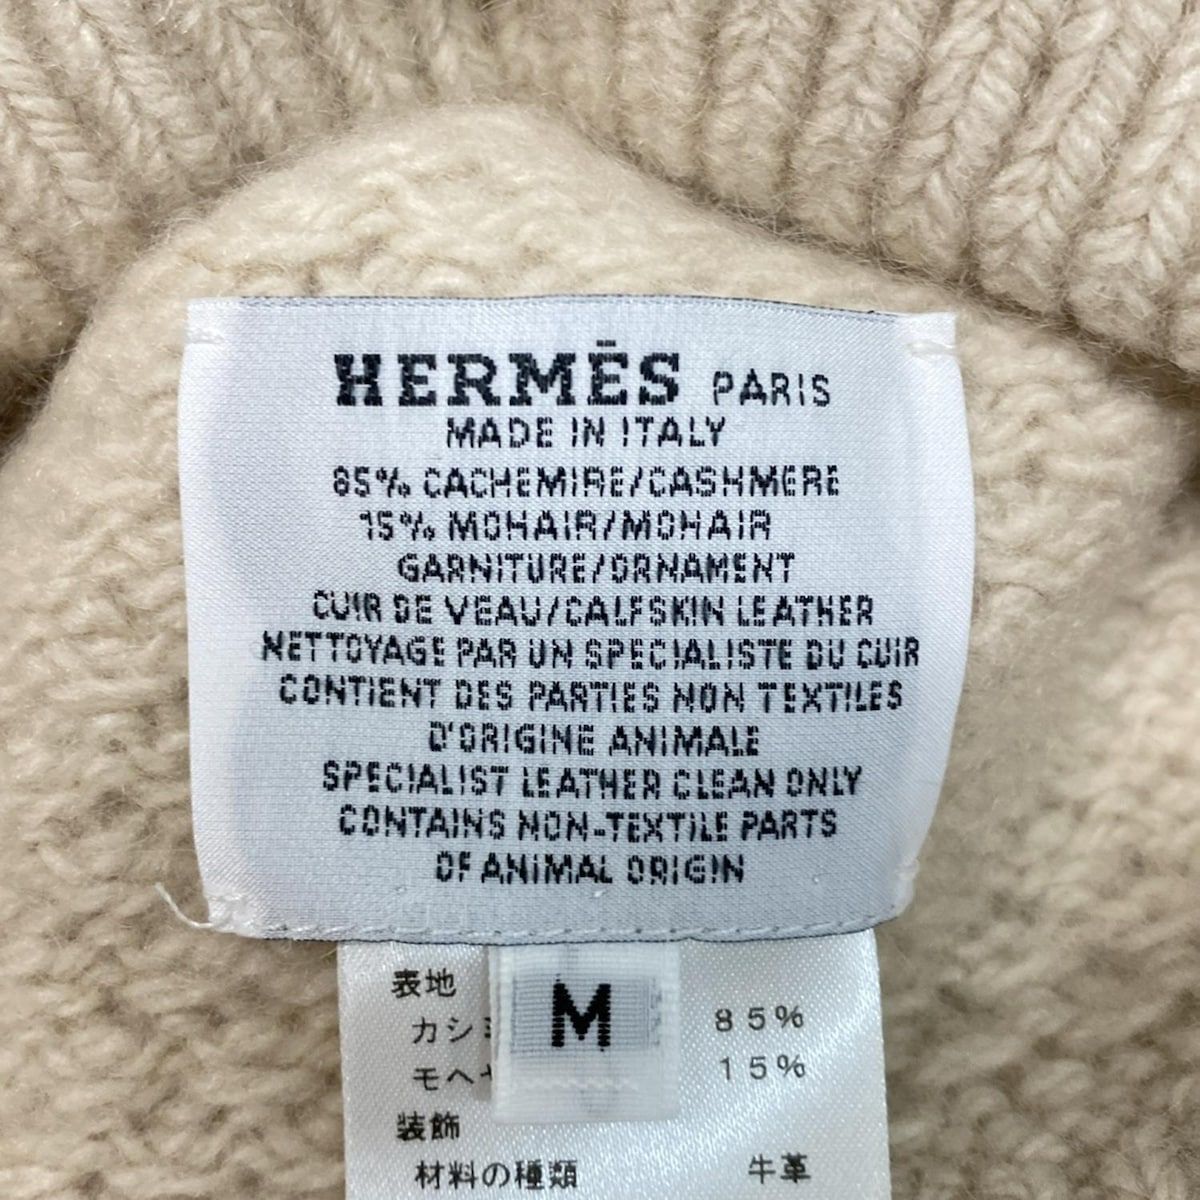 HERMĒS PARIS
MADE IN ITALY
85% CACHEMIRE/CASHMERE
15% MOHAIR/MOHAIR
GARNITURE/ORNAMENT
CUIR DE VEAU/CALFSKIN LEATHER
NETTOYAGE PAR UN SPECIALISTE DU CUIR
CONTIENT DES PARTIES NON TEXTILES
D'ORIGINE ANIMALE
SPECIALIST LEATHER CLEAN ONLY
CONTAINS NON-TEXTILE PARTS
OF ANIMAL ORIGIN
M
表地
85%
15%
装飾
材料の種類 牛革